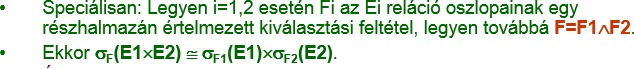 • Speciálisan: Legyen i=1,2 esetén Fi az Ei reláció oszlopainak egy
részhalmazán értelmezett kiválasztási feltétel, legyen továbbá F=F1∧F2.
• Ekkor σF(E1×E2) ≅ σF1(E1)×σF2(E2).